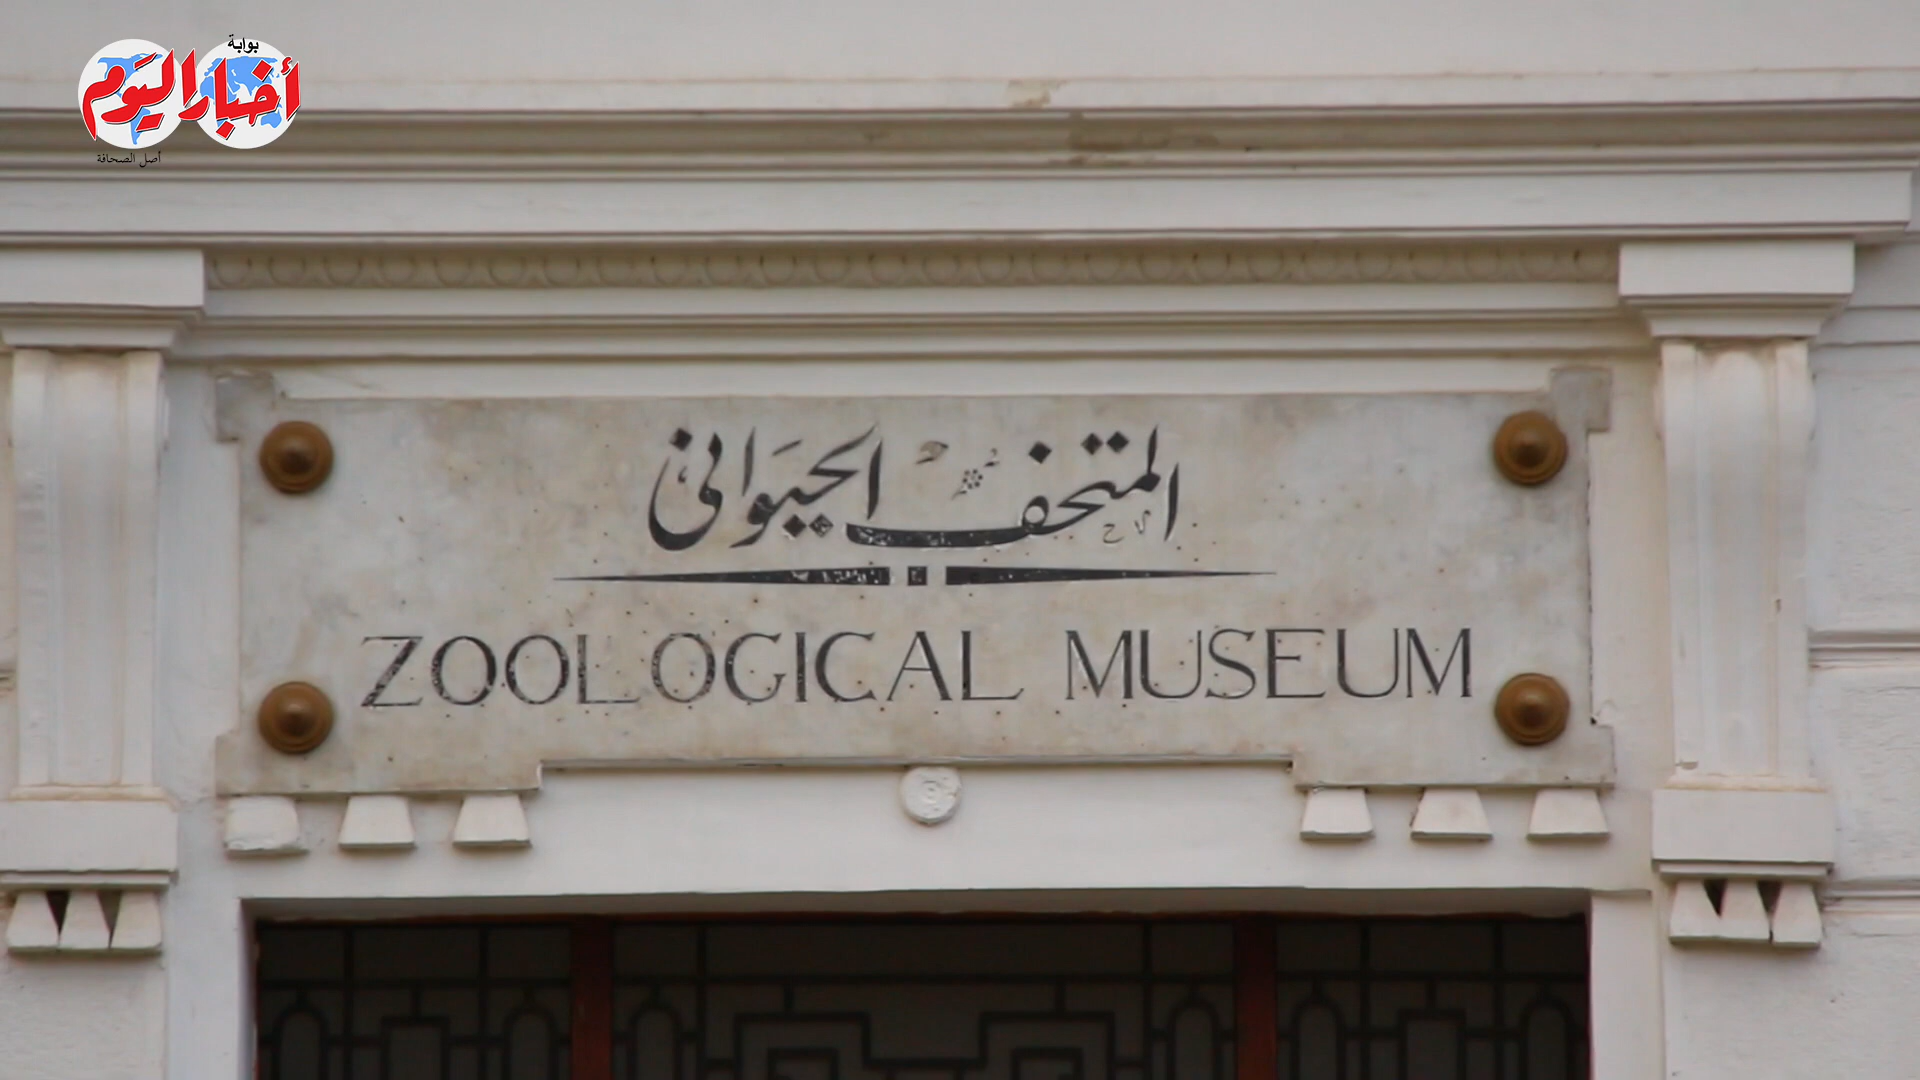 بوابة
أخبار اليوم
أصل الصحافة
المتحف الحيوانى
ZOOLOGICAL MUSEUM